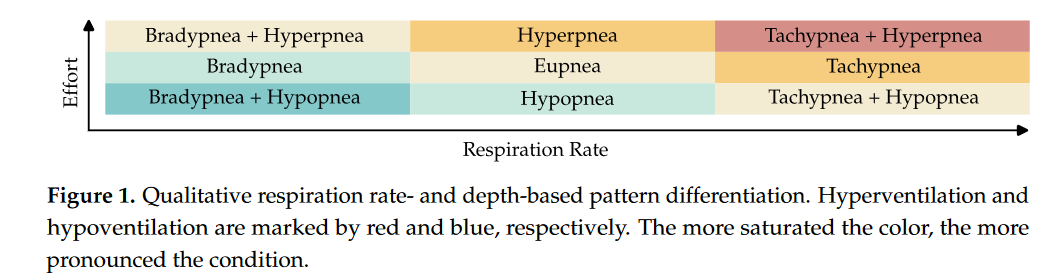 Bradypnea + Hyperpnea Hyperpnea Tachypnea + Hyperpnea
Bradypnea Eupnea Tachypnea
Bradypnea + Hypopnea Hypopnea Tachypnea + Hypopnea
Effort
Respiration Rate
Figure 1. Qualitative respiration rate- and depth-based pattern differentiation. Hyperventilation and
hypoventilation are marked by red and blue, respectively. The more saturated the color, the more
pronounced the condition.